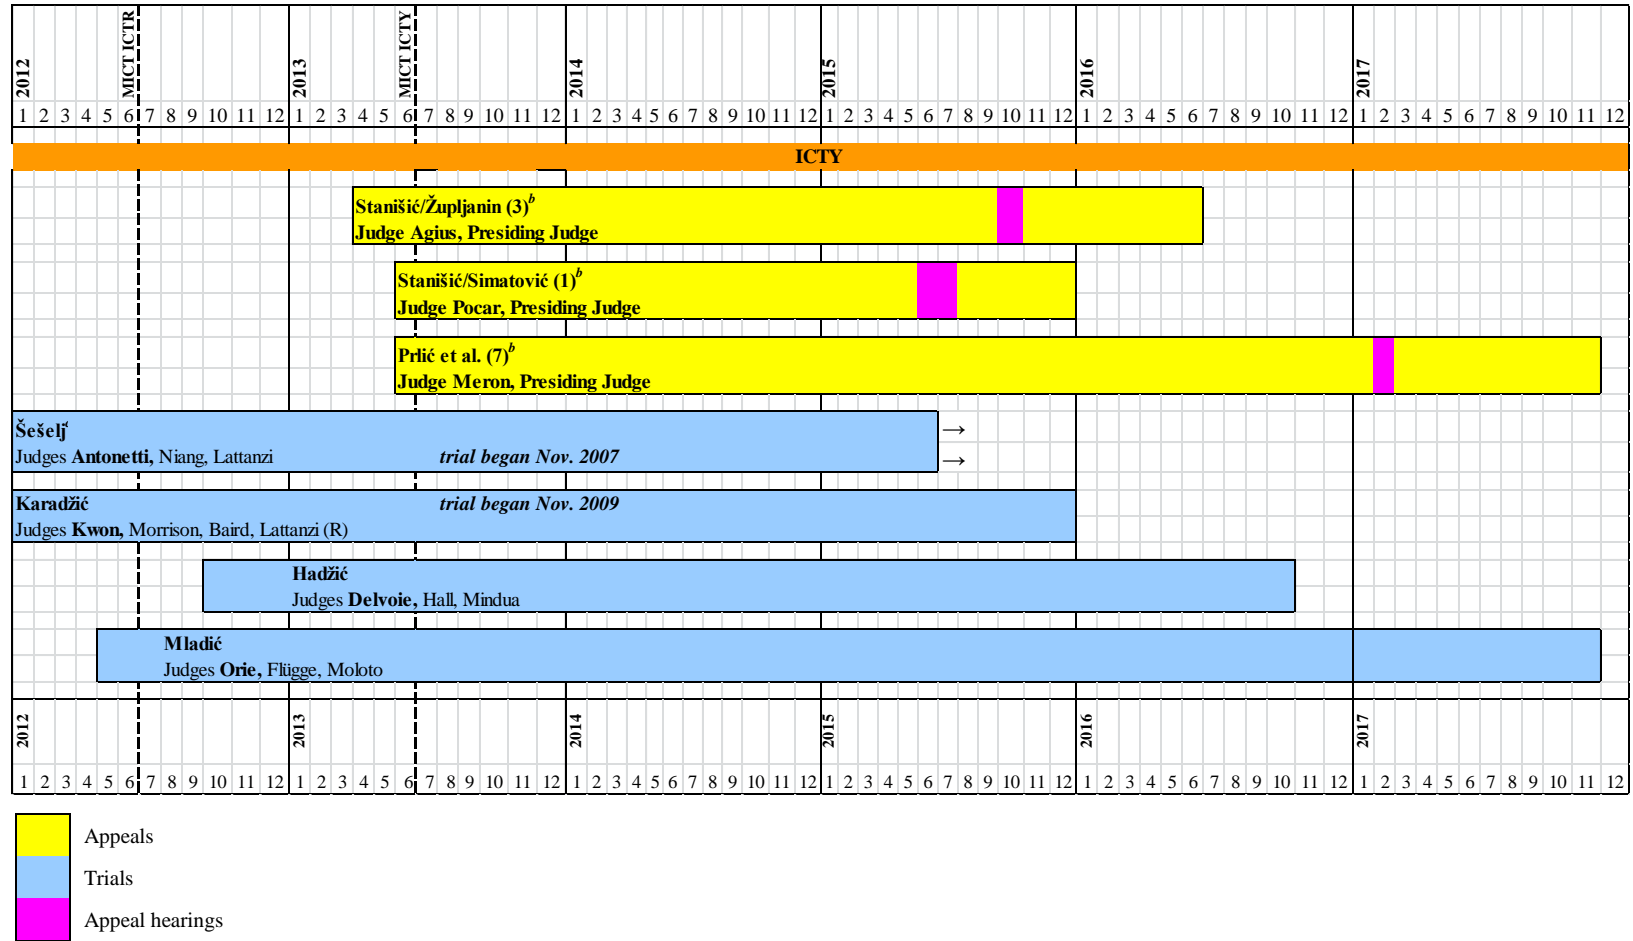 2012 MICT ICTR 2013 MICT ICTY 2014 2015 2016 2017
1 2 3 4 5 6 7 8 9 10 11 12 1 2 3 4 5 6 7 8 9 10 11 12 1 2 3 4 5 6 7 8 9 10 11 12 1 2 3 4 5 6 7 8 9 10 11 12 1 2 3 4 5 6 7 8 9 10 11 12 1 2 3 4 5 6 7 8 9 10 11 12
ICTY
Stanišić/Župljanin (3)b
Judge Agius, Presiding Judge
Stanišić/Simatović (1)b
Judge Pocar, Presiding Judge
Prlić et al. (7)b
Judge Meron, Presiding Judge
Šešelj →
Judges Antonetti, Niang, Lattanzi trial began Nov. 2007 →
Karadžić trial began Nov. 2009
Judges Kwon, Morrison, Baird, Lattanzi (R)
Hadžić
Judges Delvoie, Hall, Mindua
Mladić
Judges Orie, Flügge, Moloto
2012 2013 2014 2015 2016 2017
1 2 3 4 5 6 7 8 9 10 11 12 1 2 3 4 5 6 7 8 9 10 11 12 1 2 3 4 5 6 7 8 9 10 11 12 1 2 3 4 5 6 7 8 9 10 11 12 1 2 3 4 5 6 7 8 9 10 11 12 1 2 3 4 5 6 7 8 9 10 11 12
Appeals
Trials
Appeal hearings